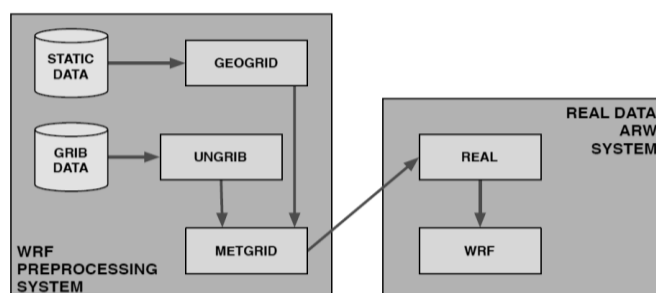 STATIC
DATA
GEOGRID
GRIB
DATA
UNGRIB
METGRID
WRF
PREPROCESSING
SYSTEM
REAL DATA
ARW
SYSTEM
REAL
WRF